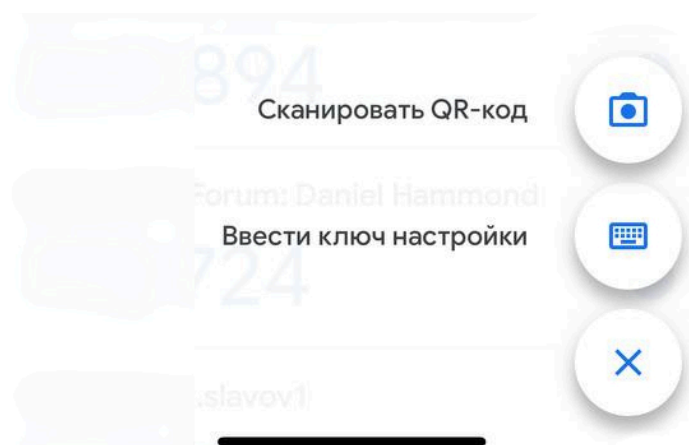 894
Сканировать QR-код
Forum: Daniel Hammond
Ввести ключ настройки
724
.slavov1